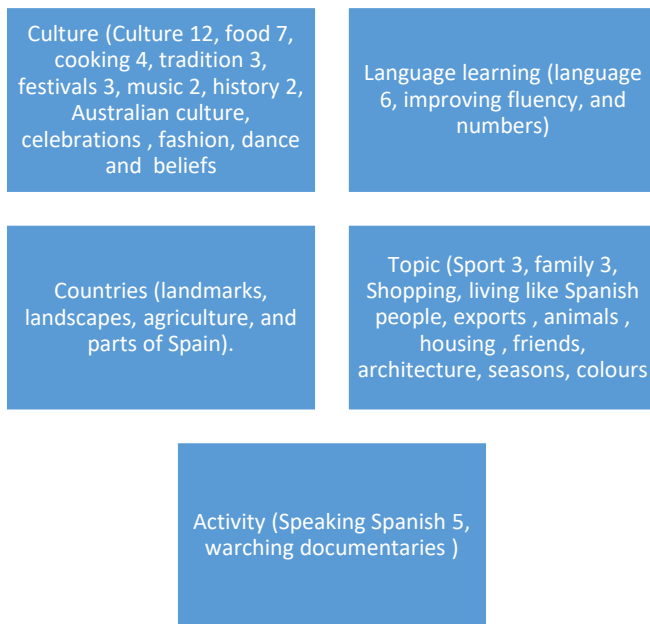 Culture (Culture 12, food 7,
cooking 4, tradition 3,
festivals 3, music 2, history 2,
Australian culture,
celebrations , fashion, dance
and beliefs
Language learning (language
6, improving fluency, and
numbers)
Countries (landmarks,
landscapes, agriculture, and
parts of Spain).
Topic (Sport 3, family 3,
Shopping, living like Spanish
people, exports , animals ,
housing , friends,
architecture, seasons, colours
Activity (Speaking Spanish 5,
warching documentaries )